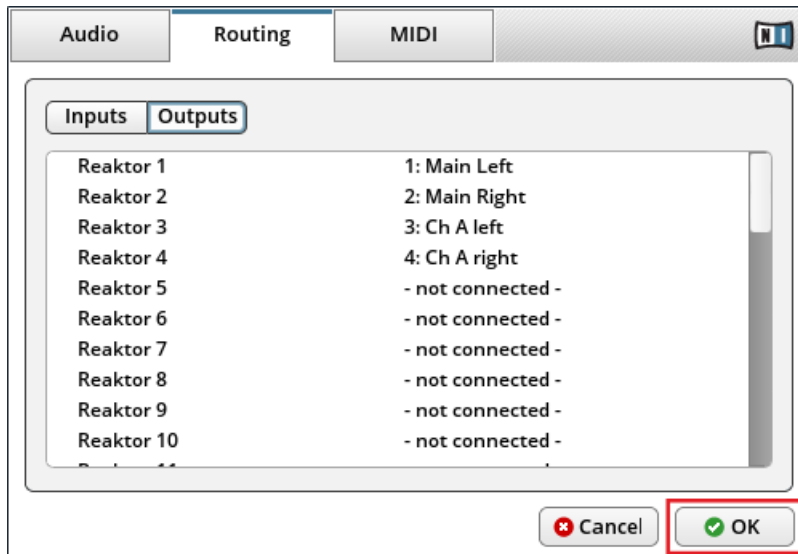 Audio Routing MIDI NI
Inputs Outputs
Reaktor 1 1: Main Left
Reaktor 2 2: Main Right
Reaktor 3 3: Ch A left
Reaktor 4 4: Ch A right
Reaktor 5 - not connected -
Reaktor 6 - not connected -
Reaktor 7 - not connected -
Reaktor 8 - not connected -
Reaktor 9 - not connected -
Reaktor 10 - not connected -
Cancel OK